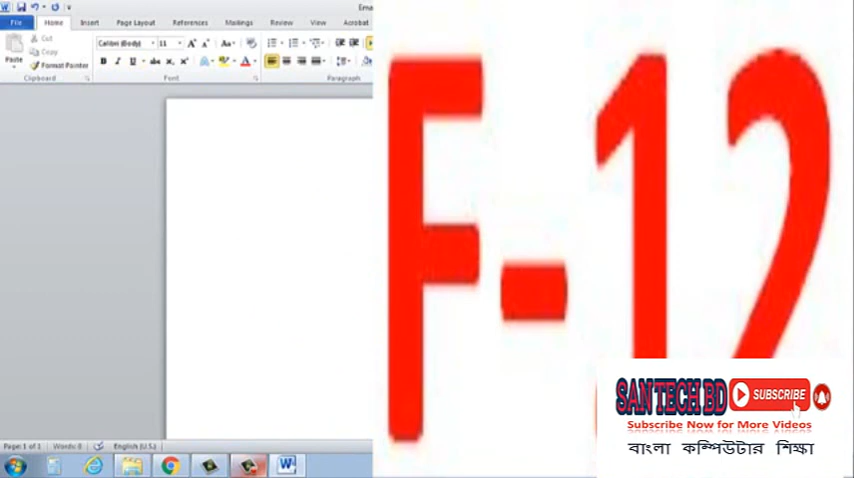 Ema
File Home Insert Page Layout References Mailings Review View Acrobat
Cut
Copy
Paste
Format Painter
Calibri (Body) 11
Clipboard Font Paragraph
F-12
SAN TECH BD SUBSCRIBE
Subscribe Now for More Videos
বাংলা কম্পিউটার শিক্ষা
Page: 1 of 1 Words: 8 English (U.S.)